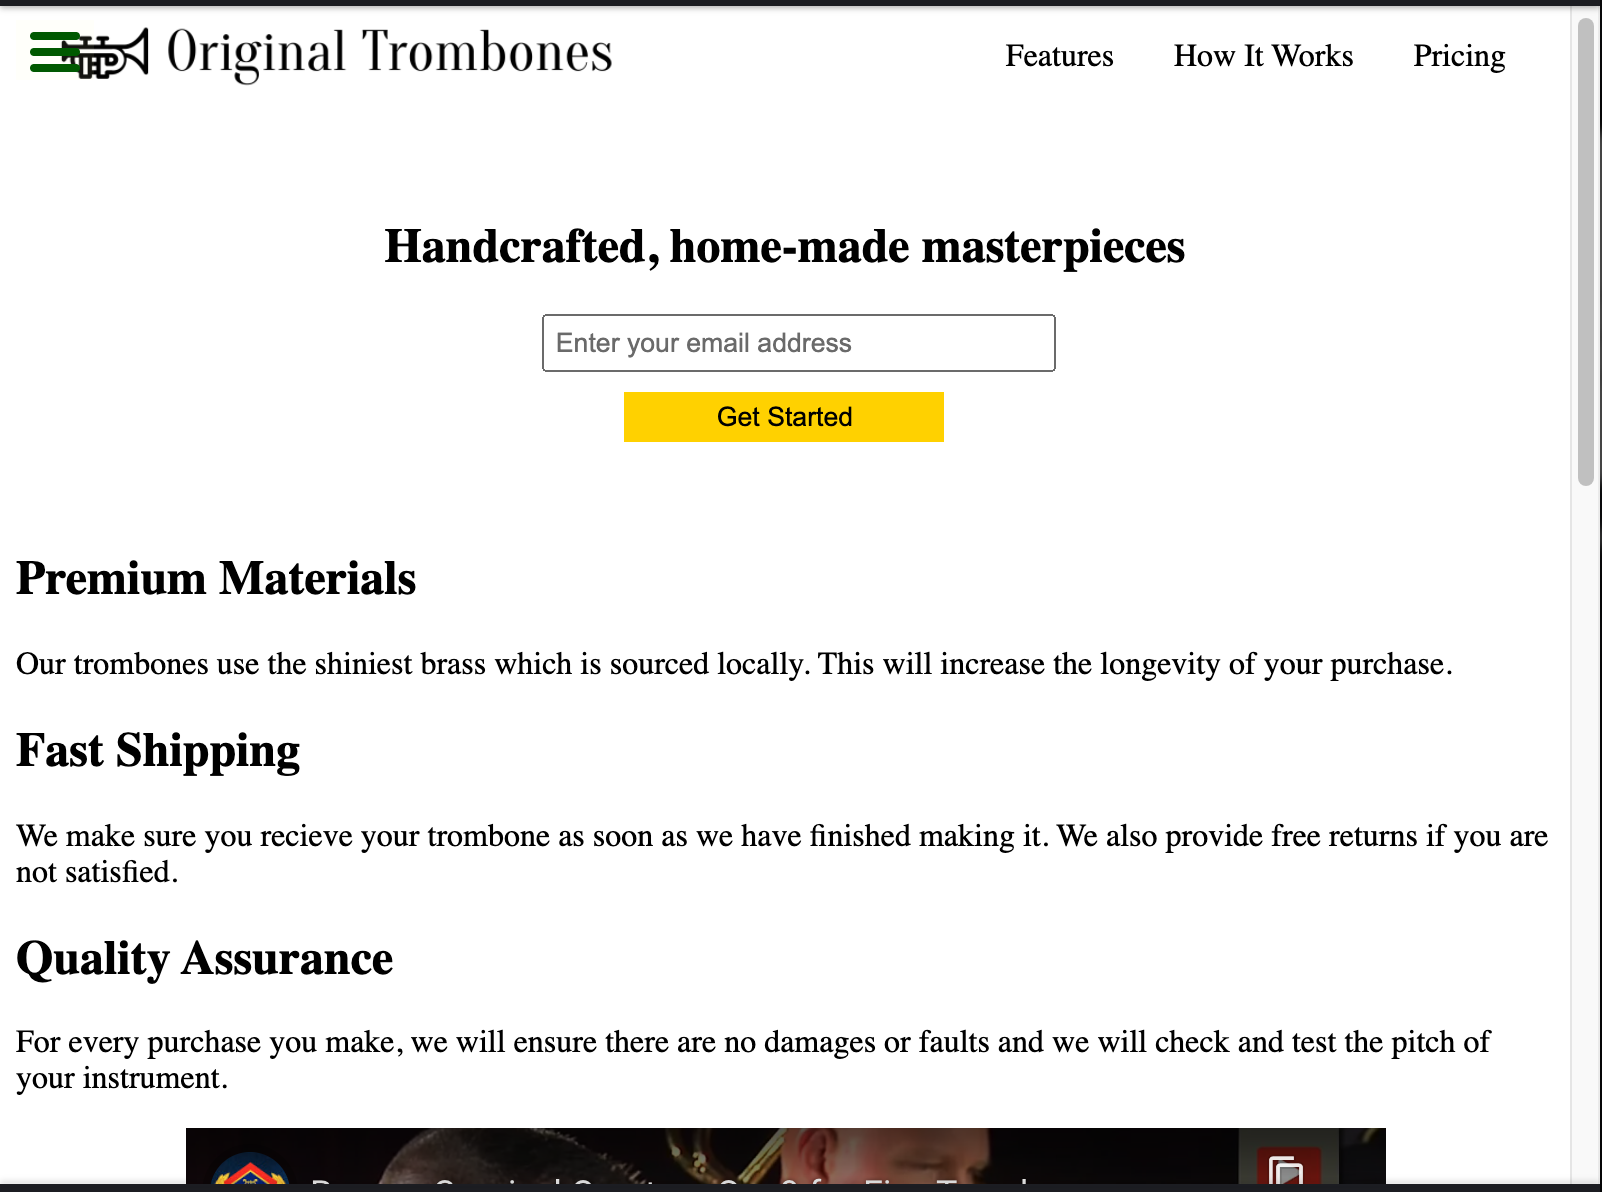 Original Trombones
Features
How It Works
Pricing
Handcrafted, home-made masterpieces
Enter your email address
Get Started
Premium Materials
Our trombones use the shiniest brass which is sourced locally. This will increase the longevity of your purchase.
Fast Shipping
We make sure you recieve your trombone as soon as we have finished making it. We also provide free returns if you are
not satisfied.
Quality Assurance
For every purchase you make, we will ensure there are no damages or faults and we will check and test the pitch of
your instrument.